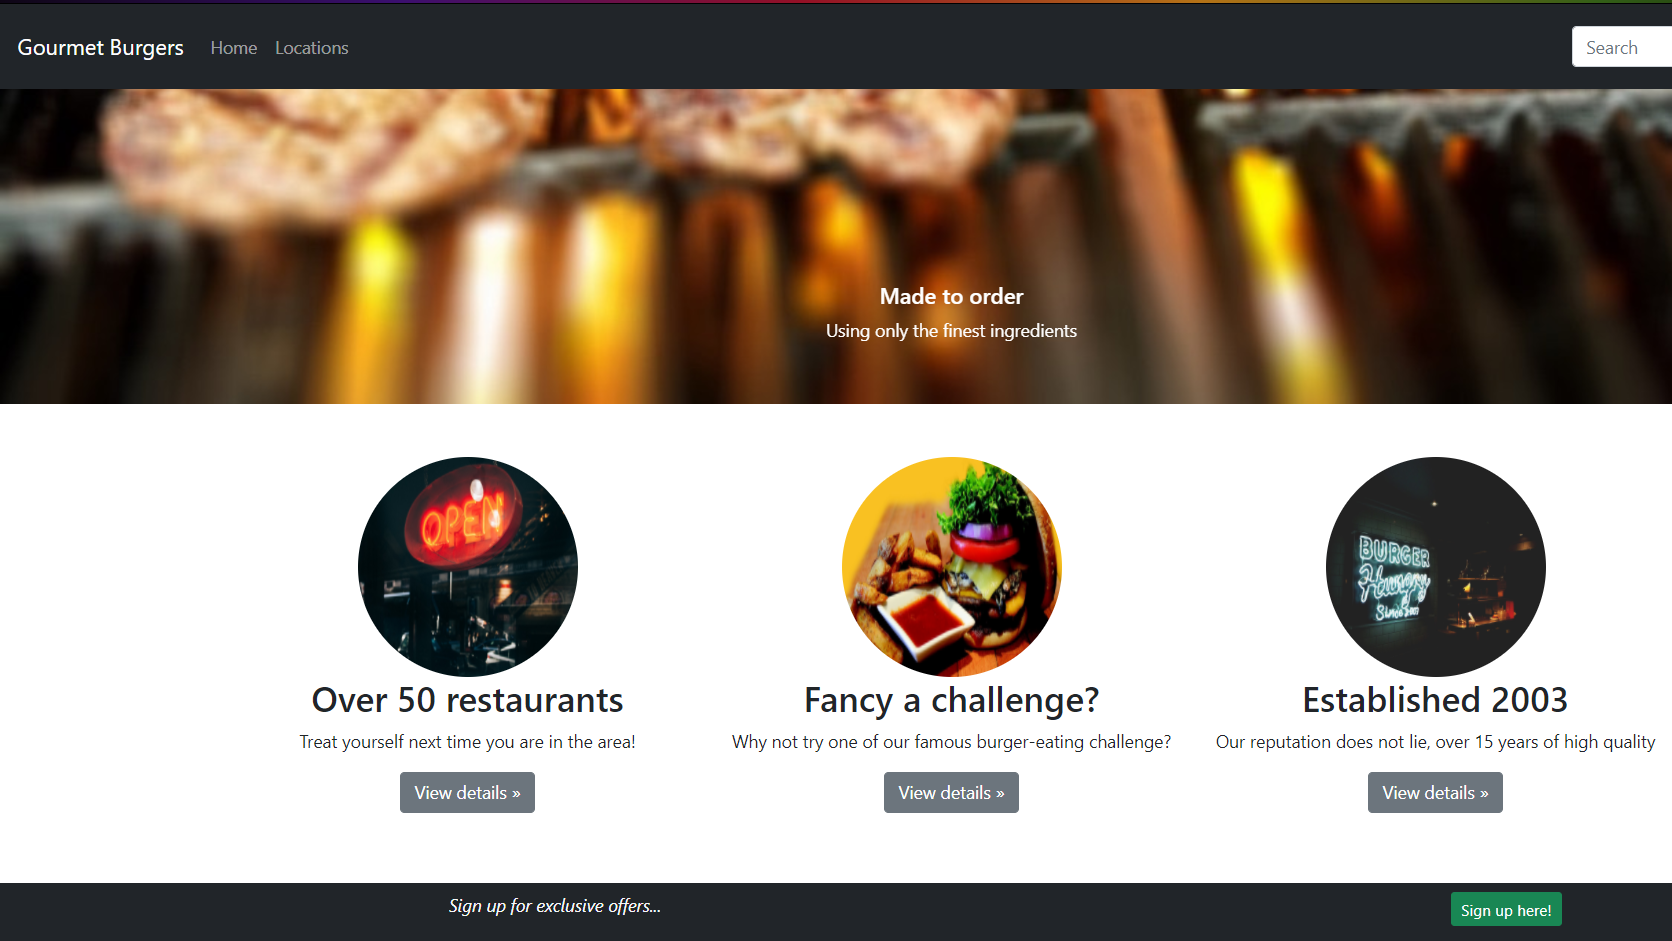 Gourmet Burgers Home Locations Search
Made to order
Using only the finest ingredients
OPEN
BURGER
Hungry
Since
Over 50 restaurants
Fancy a challenge?
Established 2003
Treat yourself next time you are in the area!
Why not try one of our famous burger-eating challenge?
Our reputation does not lie, over 15 years of high quality
View details »
View details »
View details »
Sign up for exclusive offers...
Sign up here!